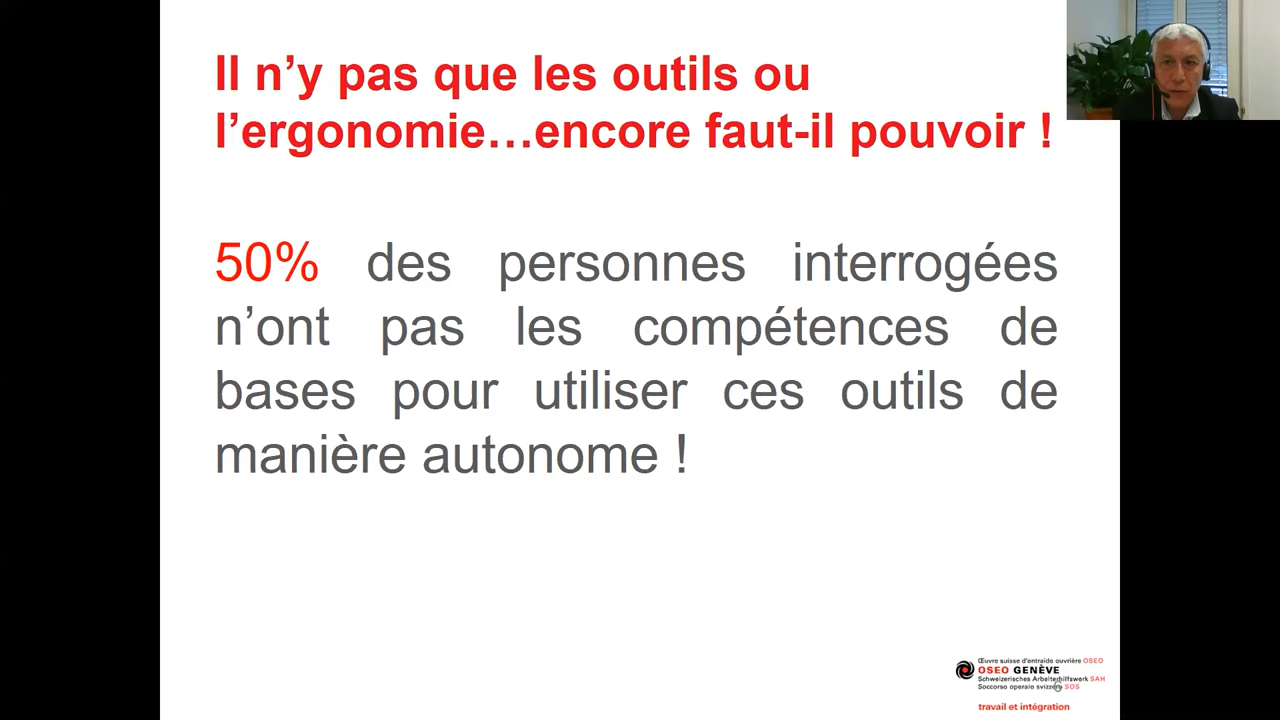 Il n’y pas que les outils ou
l’ergonomie…encore faut-il pouvoir !
50% des personnes interrogées
n’ont pas les compétences de
bases pour utiliser ces outils de
manière autonome !
Œuvre suisse d'entraide ouvrière OSEO
OSEO GENÈVE
Schweizerisches Arbeiterhilfswerk SAH
Soccorso operaio svizzero SOS
6
travail et intégration